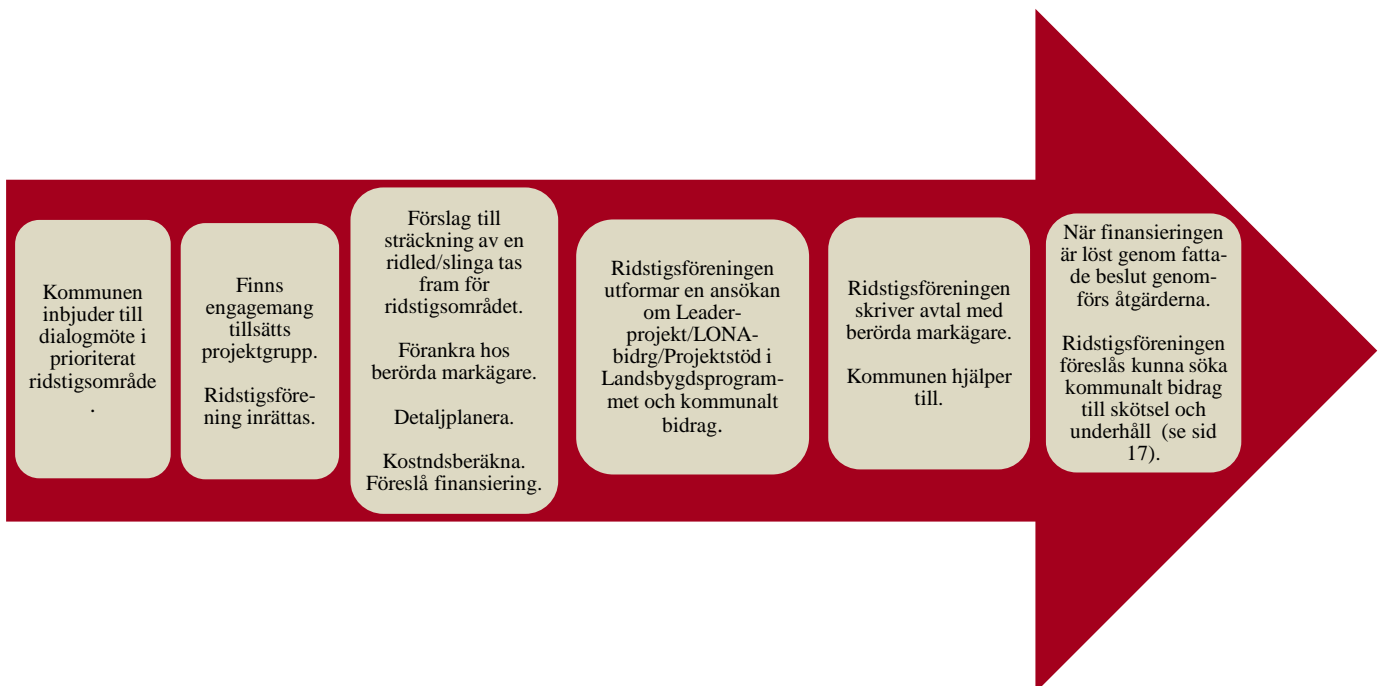 Kommunen
inbjuder till
dialogmöte i
prioriterat
ridstigsområde
.
Finns
engagemang
tillsätts
projektgrupp.
Ridstigsföre-
ning inrättas.
Förslag till
sträckning av en
ridled/slinga tas
fram för
ridstigsområdet.
Förankra hos
berörda markägare.
Detaljplanera.
Kostndsberäkna.
Föreslå finansiering.
Ridstigsföreningen
utformar en ansökan
om Leader-
projekt/LONA-
bidrg/Projektstöd i
Landsbygdsprogram-
met och kommunalt
bidrag.
Ridstigsföreningen
skriver avtal med
berörda markägare.
Kommunen hjälper
till.
När finansieringen
är löst genom fatta-
de beslut genom-
förs åtgärderna.
Ridstigsföreningen
föreslås kunna söka
kommunalt bidrag
till skötsel och
underhåll  (se sid
17).